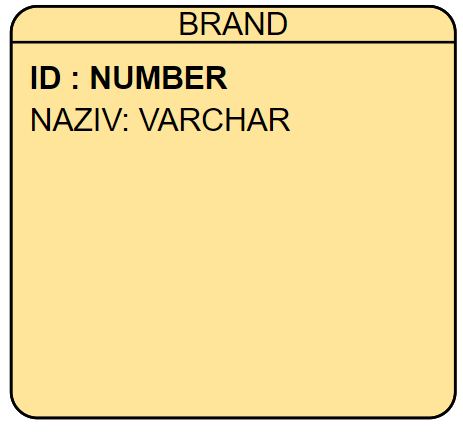 BRAND
ID : NUMBER
NAZIV: VARCHAR